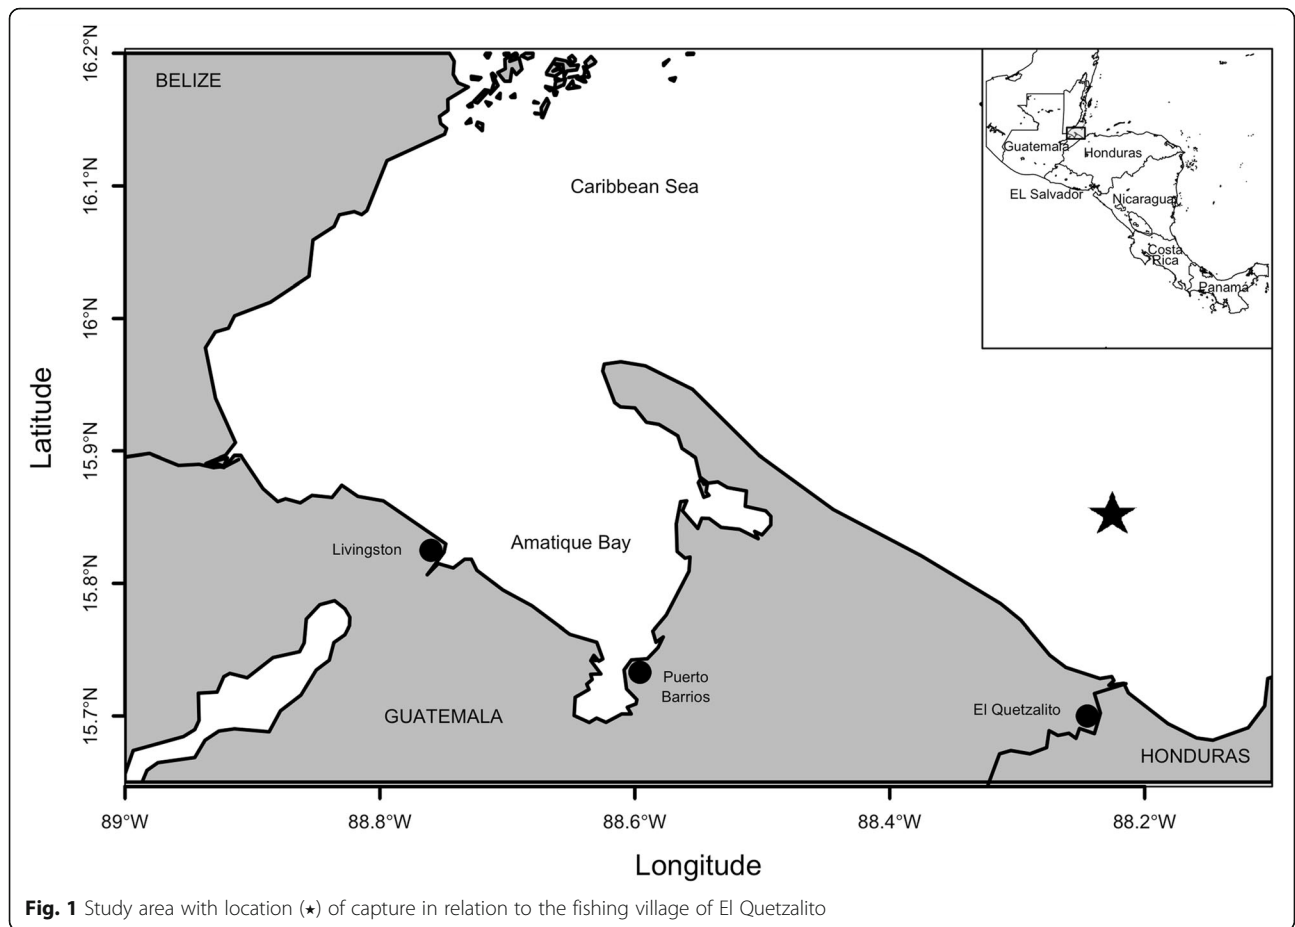 16.2°N
16.1°N
16°N
15.9°N
15.8°N
15.7°N
Latitude
BELIZE
Caribbean Sea
Guatemala
Honduras
EL Salvador
Nicaragua
Costa
Rica
Panamá
Livingston
Amatique Bay
Puerto
Barrios
GUATEMALA
El Quetzalito
HONDURAS
89°W
88.8°W
88.6°W
88.4°W
88.2°W
Longitude
Fig. 1 Study area with location (★) of capture in relation to the fishing village of El Quetzalito